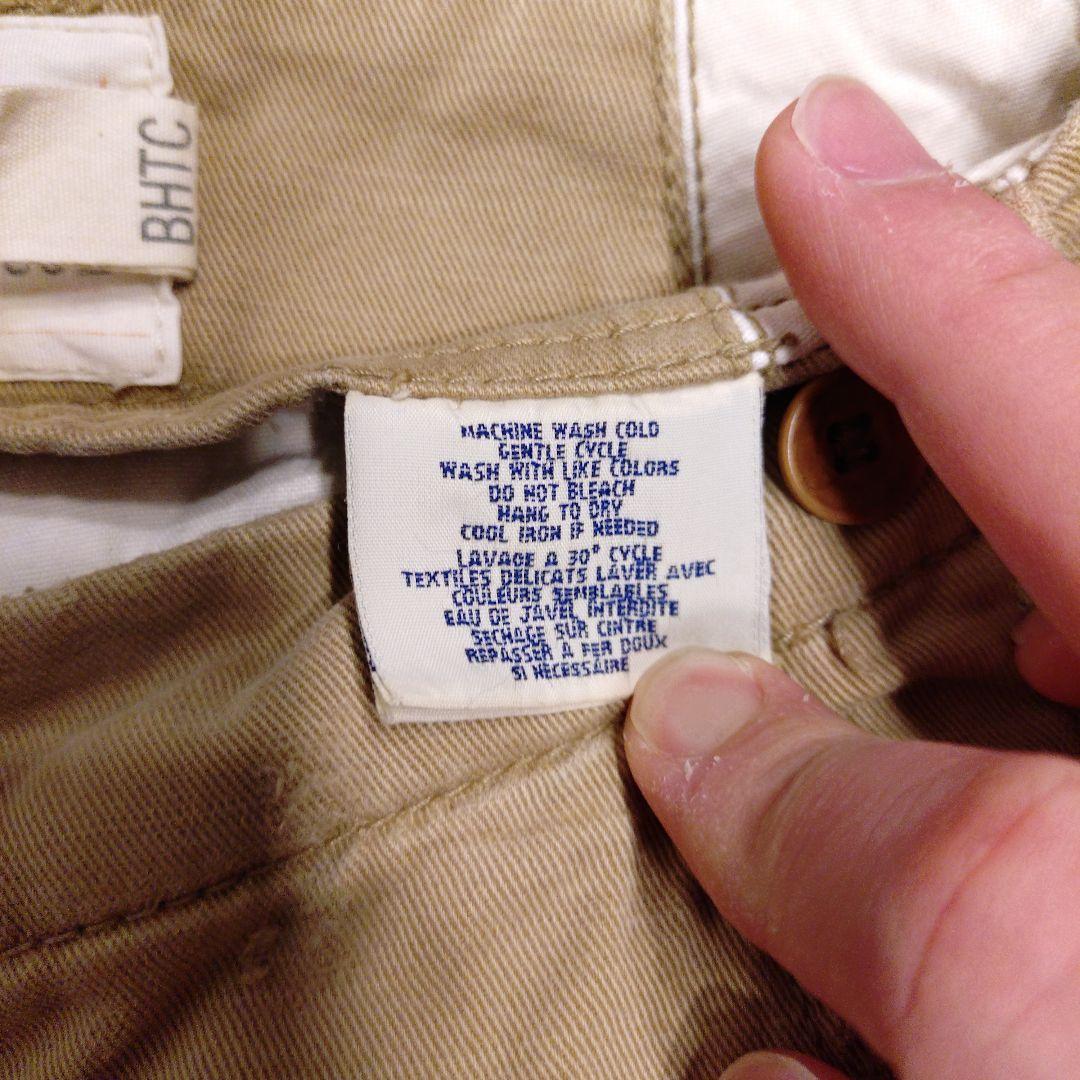 BHTC
MACHINE WASH COLD
GENTLE CYCLE
WASH WITH LIKE COLORS
DO NOT BLEACH
HANG TO DRY
COOL IRON IF NEEDED
LAVAGE A 30° CYCLE
TEXTILES DELICATS LAVER AVEC
COULEURS SEMBLABLES
EAU DE JAVEL INTERDITE
SECHAGE SUR CINTRE
REPASSER A FER DOUX
SI NECESSAIRE